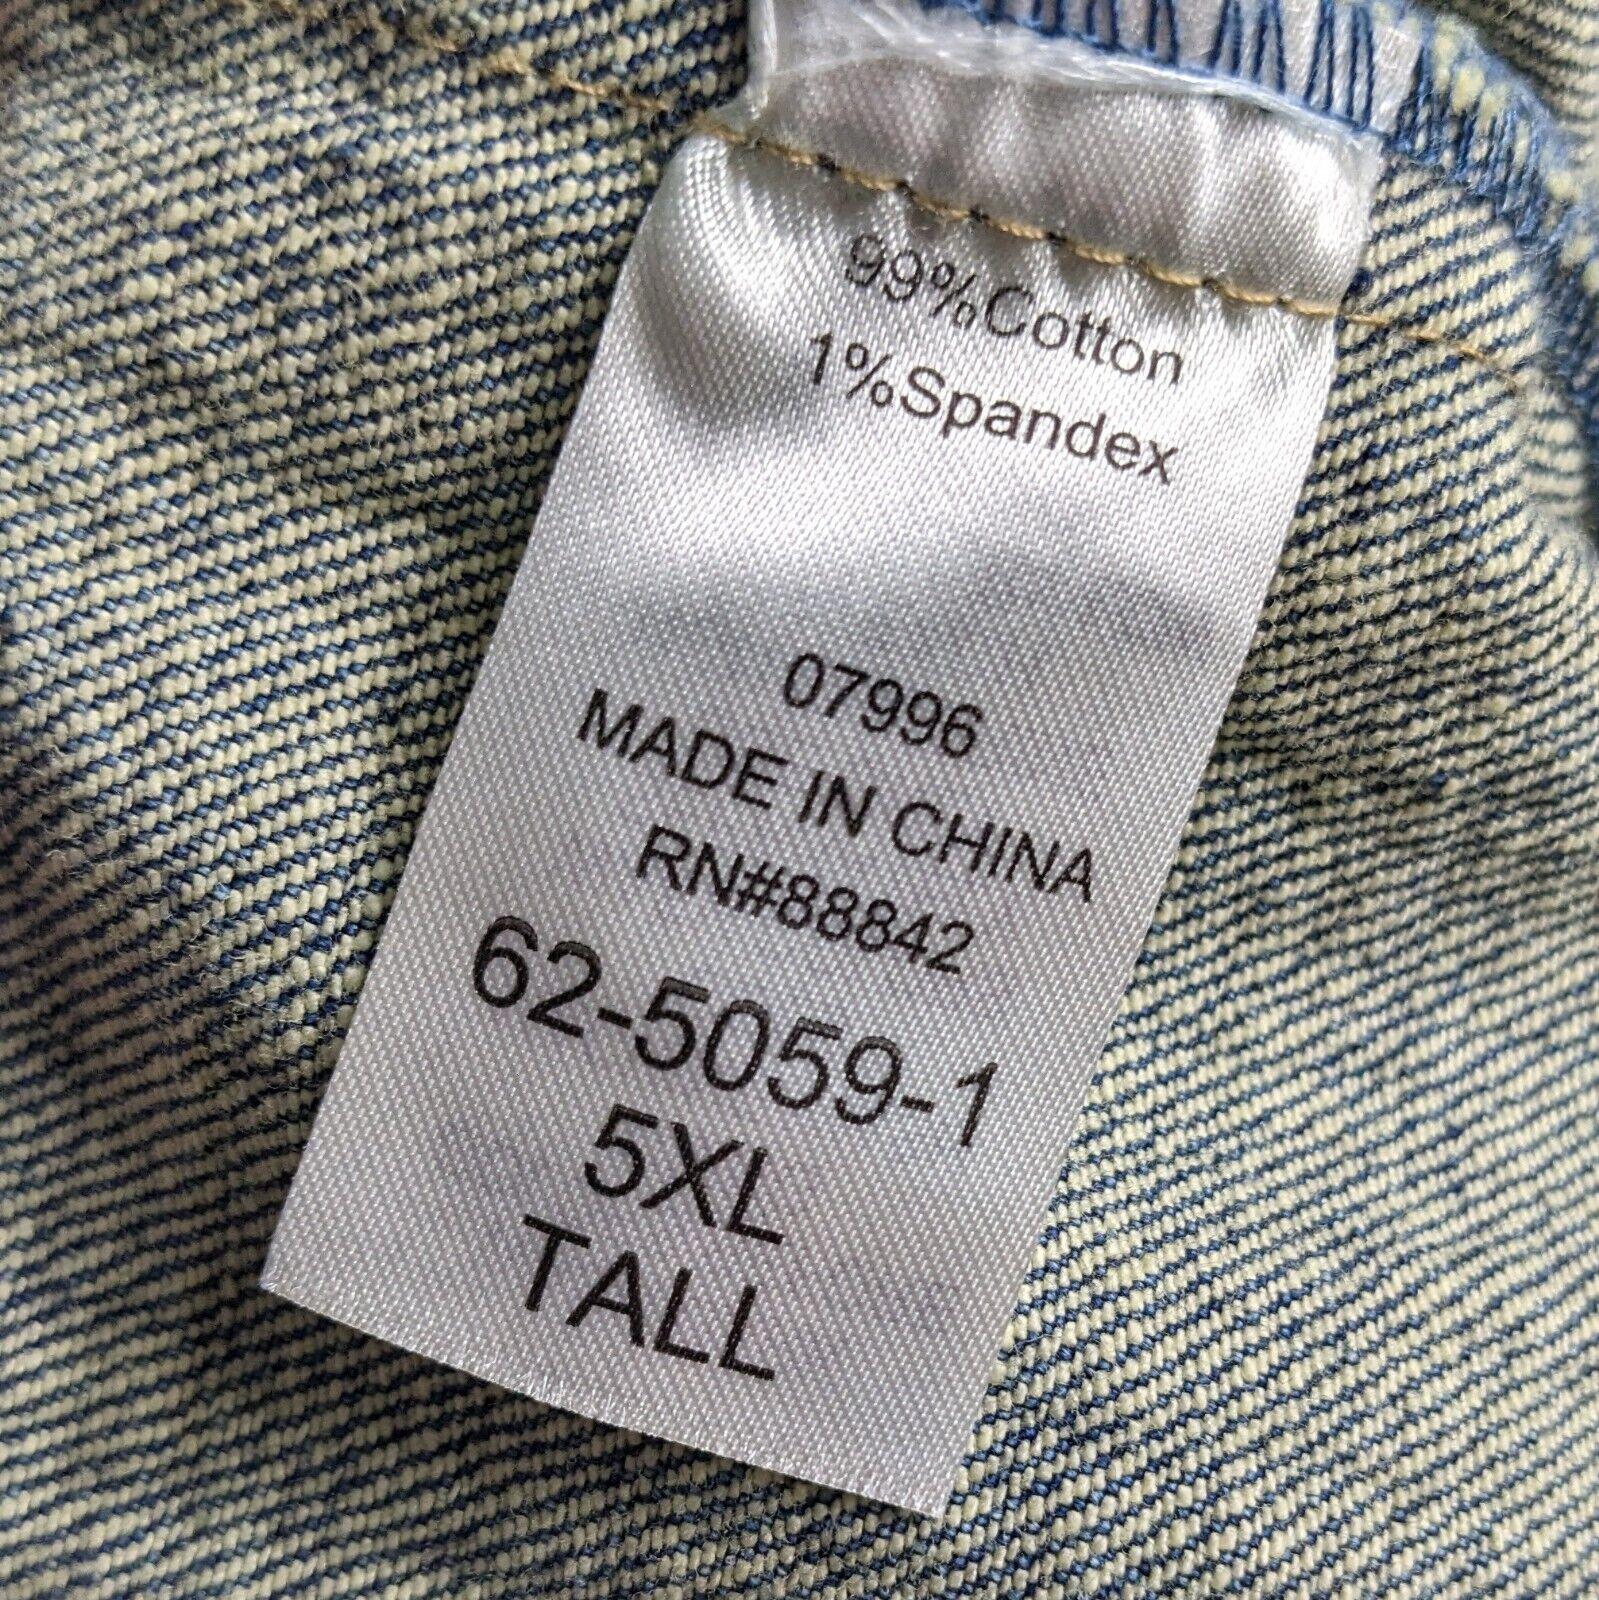 99%Cotton
1%Spandex
07996
MADE IN CHINA
RN#88842
62-5059-1
5XL
TALL